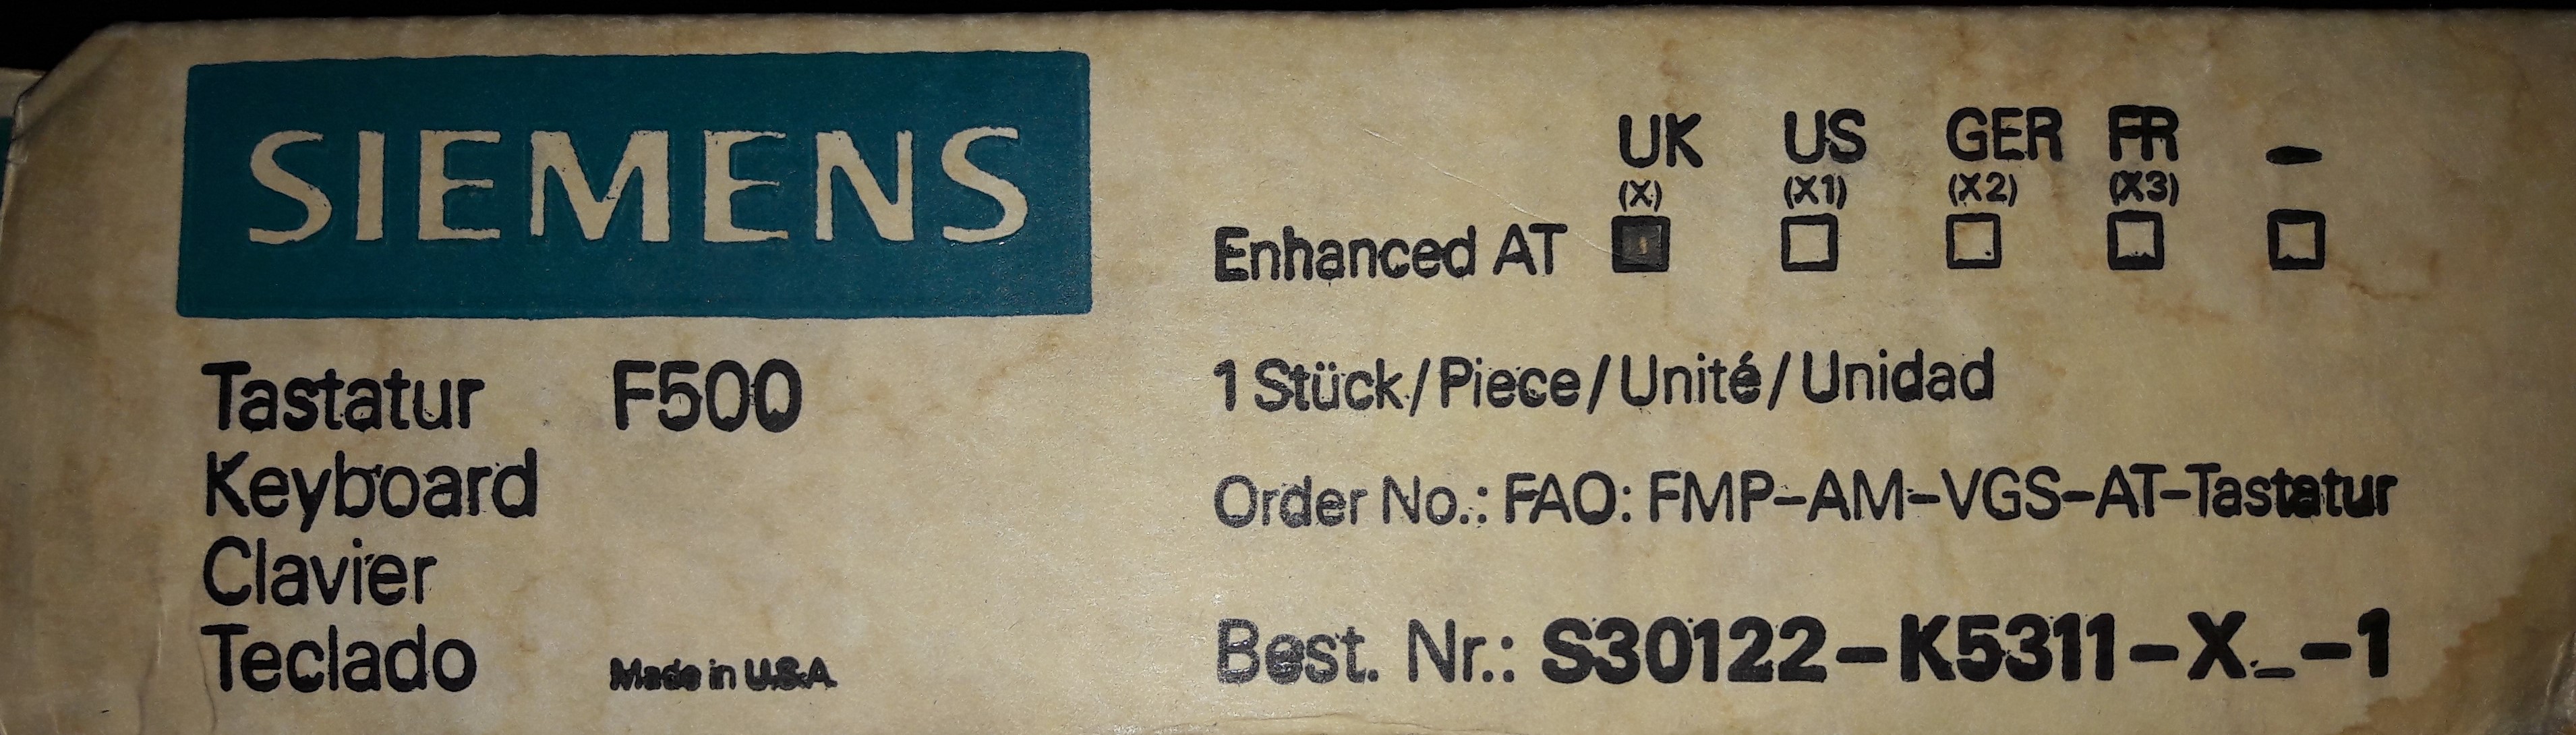 SIEMENS
Tastatur F500
Keyboard
Clavier
Teclado
Made in U.S.A.
UK US GER FR –
(X) (X1) (X2) (X3)
Enhanced AT
1 Stück/Piece/Unité/Unidad
Order No.: FAO: FMP-AM-VGS-AT-Tastatur
Best. Nr.: S30122-K5311-X_-1